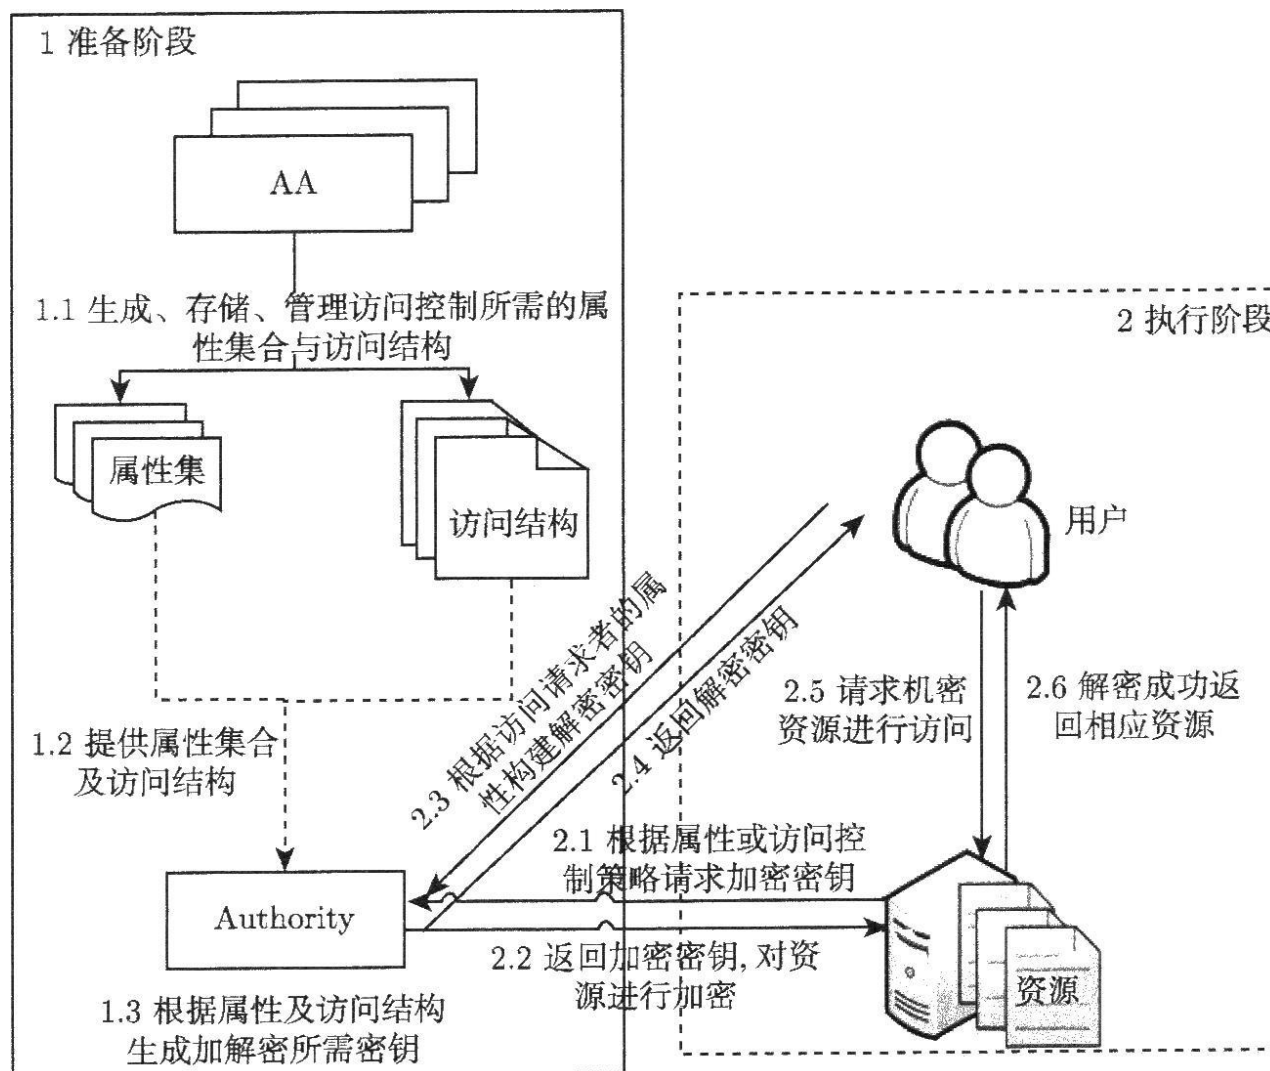 1 准备阶段
AA
1.1 生成、存储、管理访问控制所需的属
性集合与访问结构
2 执行阶段
属性集
访问结构
用户
1.2 提供属性集合
及访问结构
2.3 根据访问请求者的属
性构建解密密钥
2.4 返回解密密钥
2.5 请求机密
资源进行访问
2.6 解密成功返
回相应资源
2.1 根据属性或访问控
制策略请求加密密钥
Authority
2.2 返回加密密钥, 对资
源进行加密
资源
1.3 根据属性及访问结构
生成加解密所需密钥